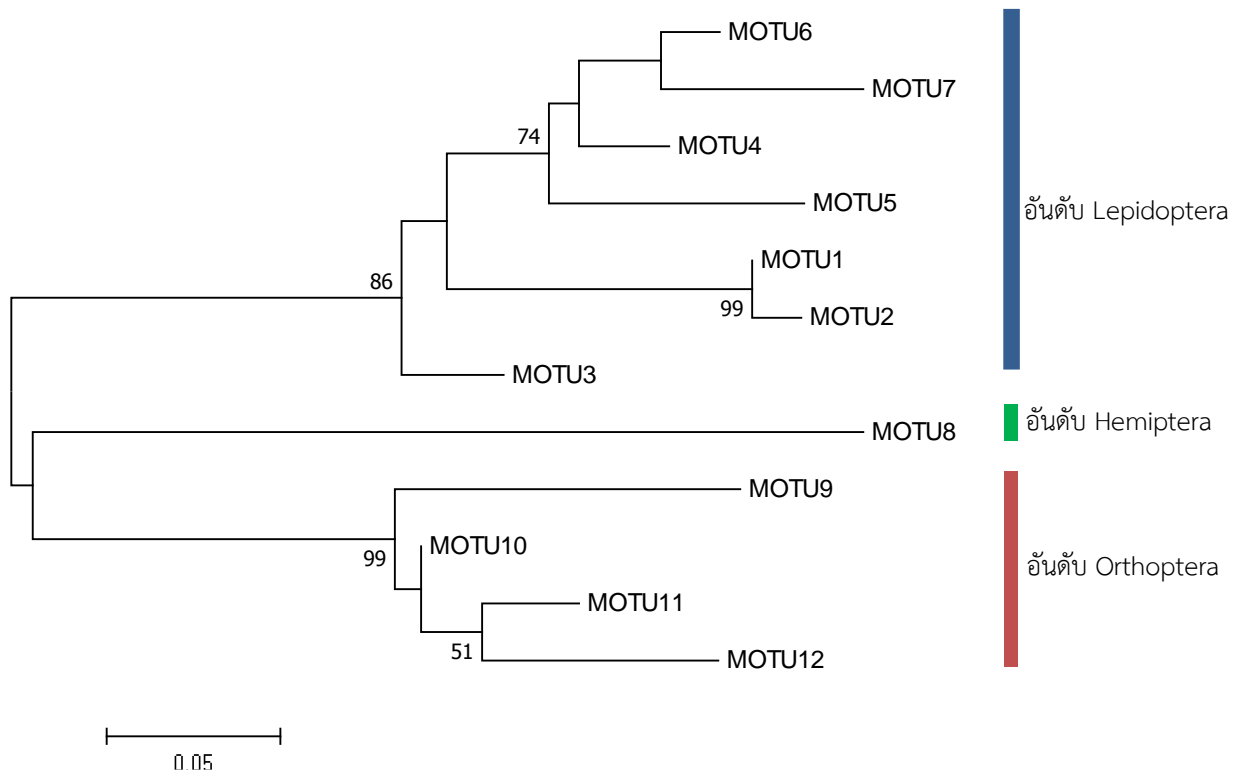 MOTU6
MOTU7
74
MOTU4
MOTU5
อันดับ Lepidoptera
MOTU1
86
99
MOTU2
MOTU3
MOTU8
อันดับ Hemiptera
MOTU9
MOTU10
99
อันดับ Orthoptera
MOTU11
51
MOTU12
0.05